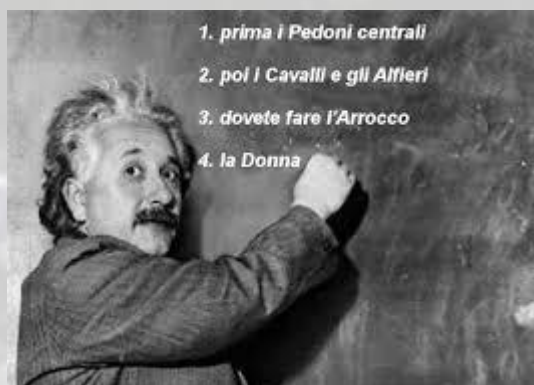 1. prima i Pedoni centrali
2. poi i Cavalli e gli Alfieri
3. dovete fare l'Arrocco
4. la Donna